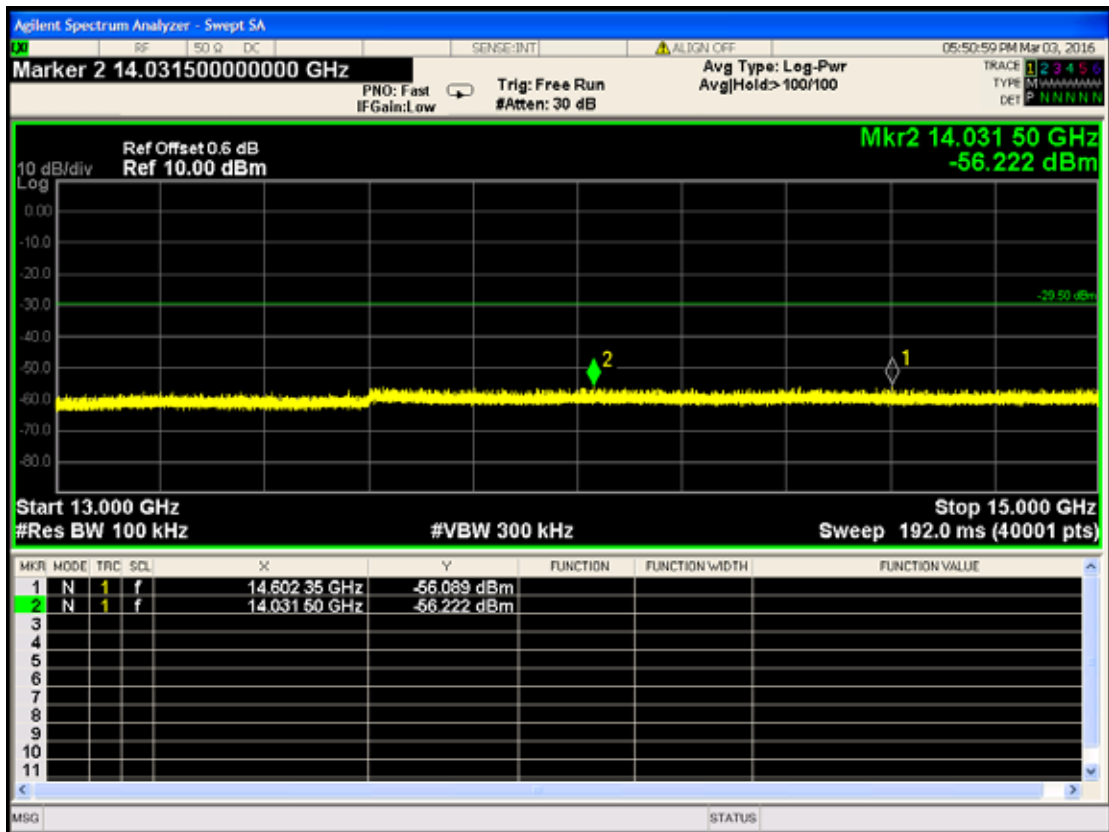 Agilent Spectrum Analyzer - Swept SA
RF 50 Ω DC SENSE:INT ALIGN OFF 05:50:59 PM Mar 03, 2016
Marker 2 14.031500000000 GHz
PNO: Fast
IFGain:Low
Trig: Free Run
#Atten: 30 dB
Avg Type: Log-Pwr
Avg|Hold:>100/100
TRACE 1 2 3 4 5 6
TYPE M
DET P N N N N N
Mkr2 14.031 50 GHz
-56.222 dBm
Ref Offset 0.6 dB
10 dB/div Ref 10.00 dBm
Log
0.00
-10.0
-20.0
-29.50 dBm
-30.0
-40.0
2
1
-50.0
-60.0
-70.0
-80.0
Start 13.000 GHz Stop 15.000 GHz
#Res BW 100 kHz #VBW 300 kHz Sweep 192.0 ms (40001 pts)
MKR MODE TRC SCL X Y FUNCTION FUNCTION WIDTH FUNCTION VALUE
1 N 1 f 14.602 35 GHz -56.089 dBm
2 N 1 f 14.031 50 GHz -56.222 dBm
3
4
5
6
7
8
9
10
11
MSG STATUS